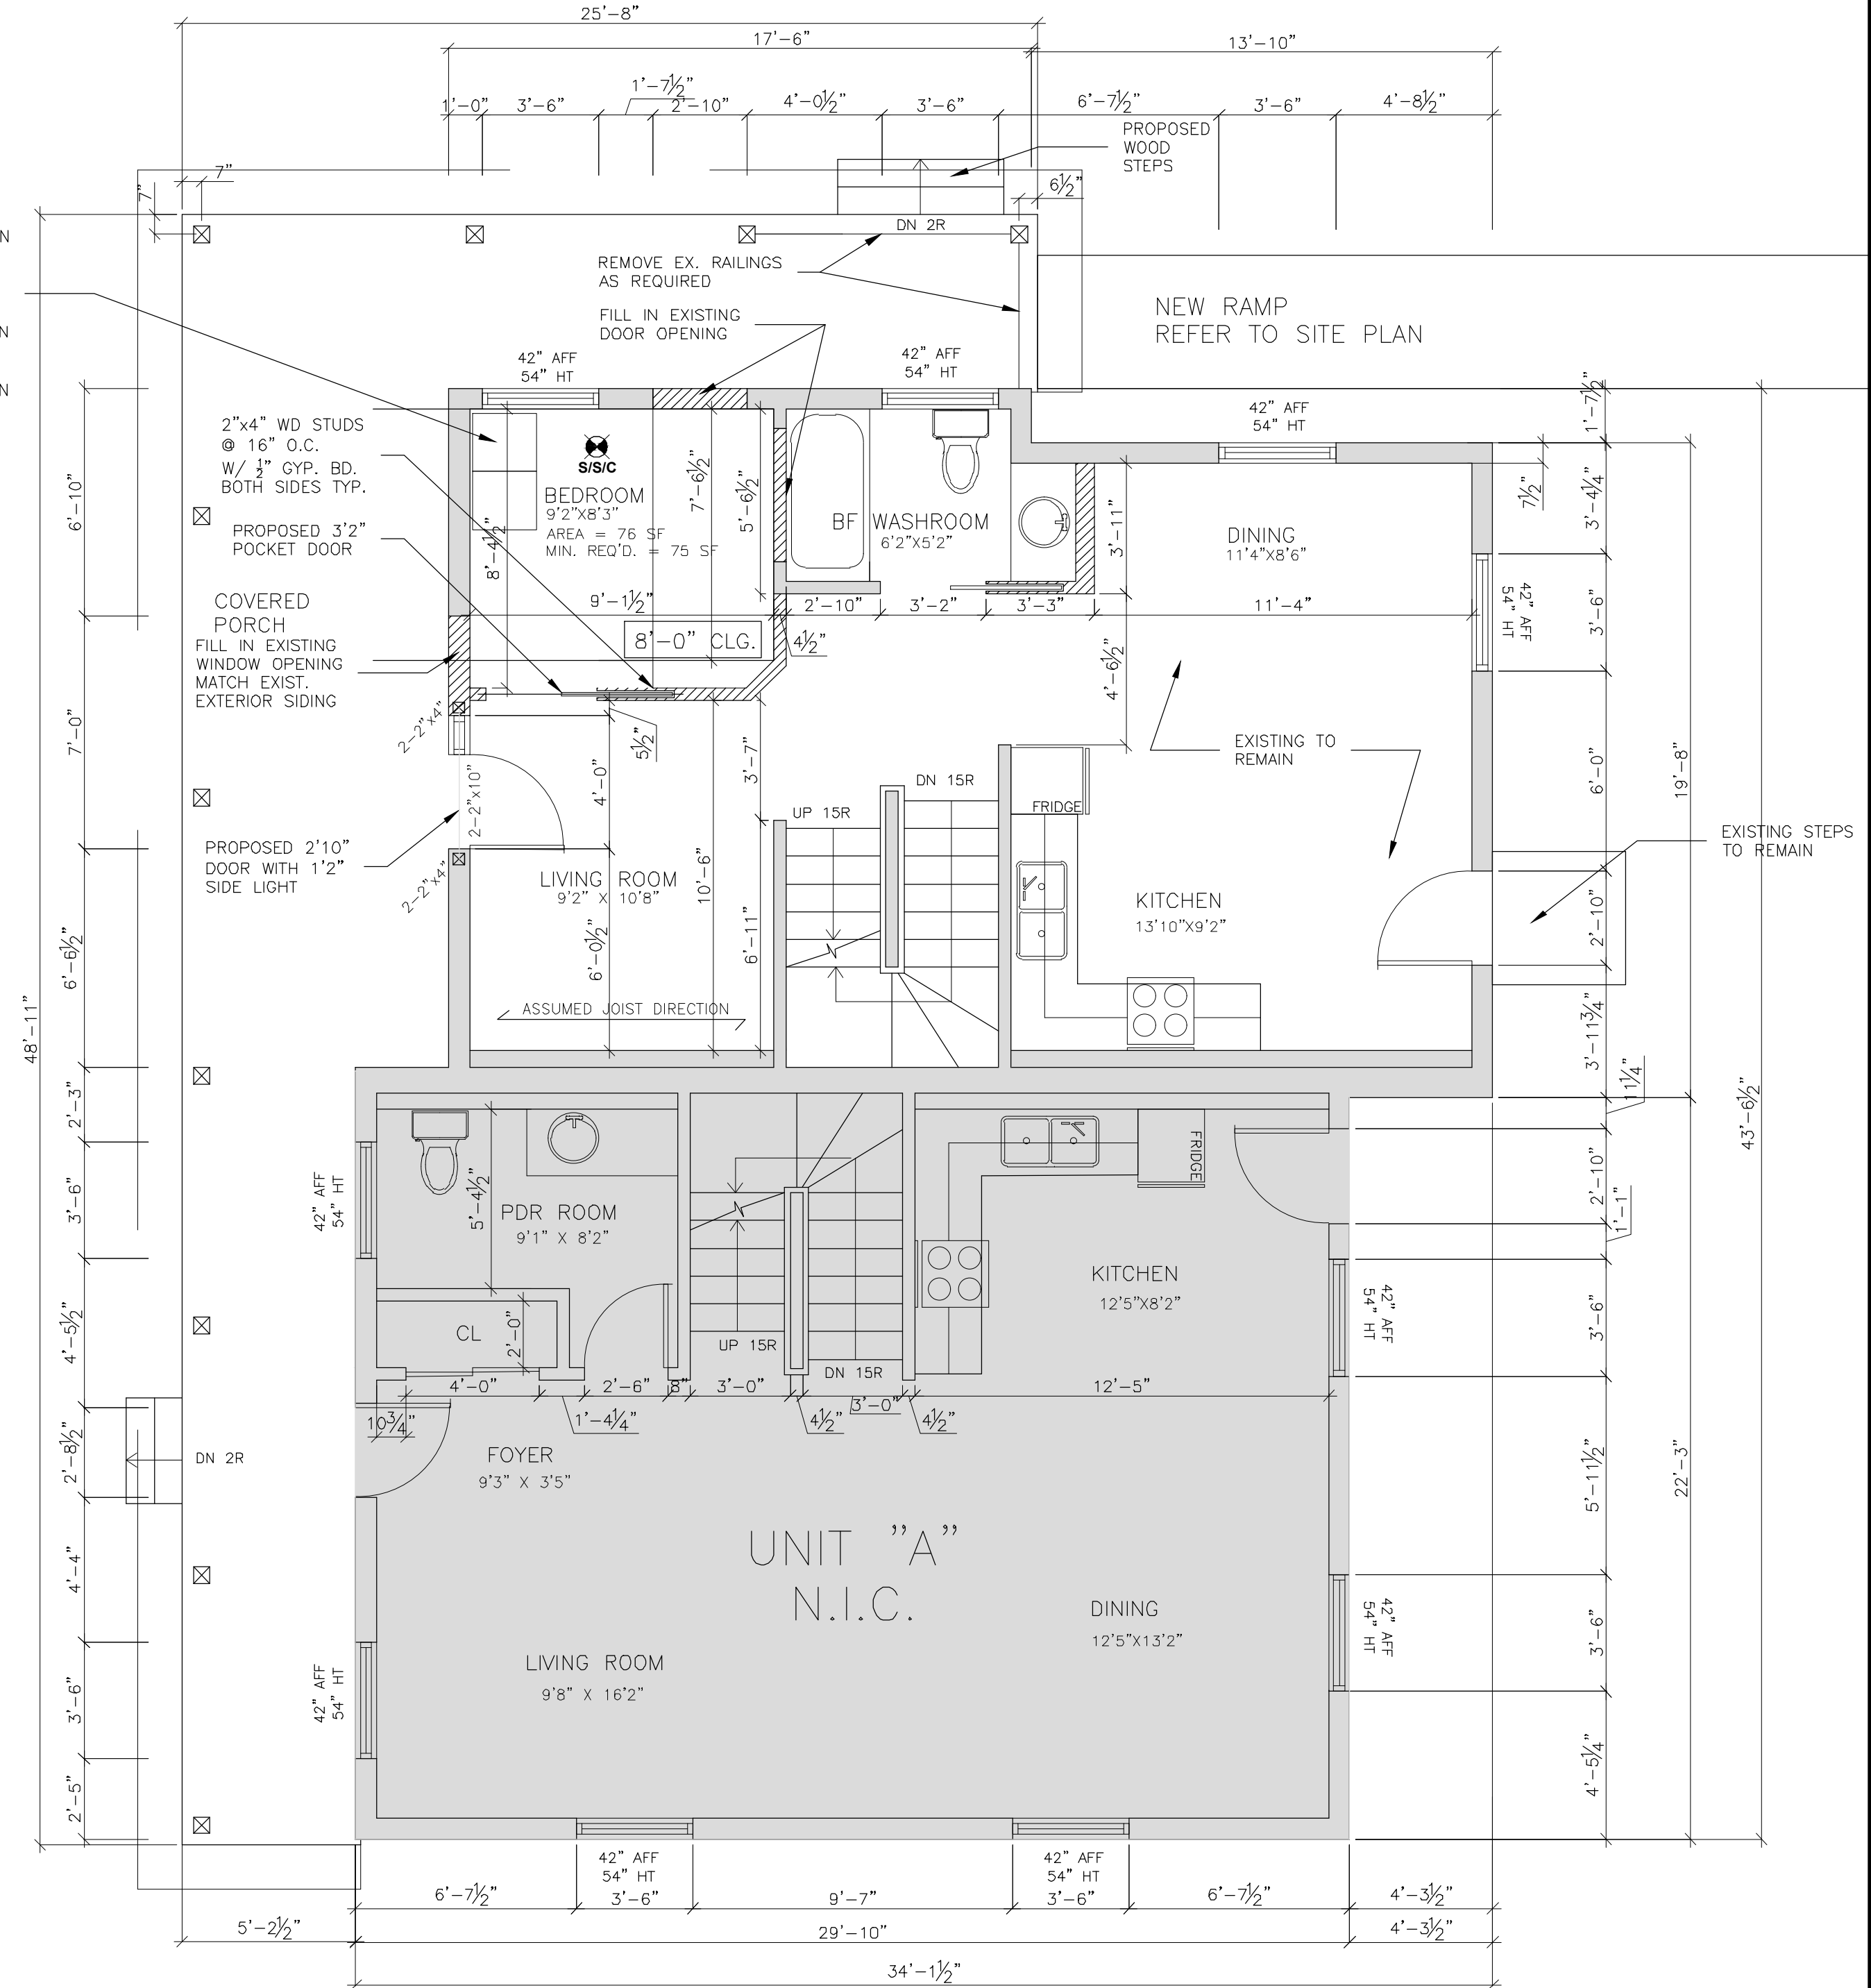 25'-8"
17'-6"
13'-10"
1'-7½"
1'-0" 3'-6" 2'-10" 4'-0½" 3'-6" 6'-7½" 3'-6" 4'-8½"
PROPOSED
WOOD
STEPS
7"
7"
6½"
DN 2R
N
N
N
REMOVE EX. RAILINGS
AS REQUIRED
FILL IN EXISTING
DOOR OPENING
NEW RAMP
REFER TO SITE PLAN
42" AFF
54" HT
42" AFF
54" HT
42" AFF
54" HT
1'-7½"
2"x4" WD STUDS
@ 16" O.C.
W/ ½" GYP. BD.
BOTH SIDES TYP.
PROPOSED 3'2"
POCKET DOOR
COVERED
PORCH
FILL IN EXISTING
WINDOW OPENING
MATCH EXIST.
EXTERIOR SIDING
S/S/C
BEDROOM
9'2"X8'3"
AREA = 76 SF
MIN. REQ'D. = 75 SF
8'-4½"
7'-6½"
5'-6½"
BF WASHROOM
6'2"X5'2"
3'-11"
DINING
11'4"X8'6"
7½"
3'-4¼"
42" AFF
54" HT
3'-6"
9'-1½" 2'-10" 3'-2" 3'-3" 11'-4"
8'-0" CLG.
4½"
4'-6½"
6'-10"
7'-0"
2-2"x4"
2-2"x10"
2-2"x4"
5½"
4'-0"
3'-7"
EXISTING TO
REMAIN
6'-0"
19'-8"
DN 15R
UP 15R
FRIDGE
PROPOSED 2'10"
DOOR WITH 1'2"
SIDE LIGHT
LIVING ROOM
9'2" X 10'8"
10'-6"
6'-0½"
6'-11"
KITCHEN
13'10"X9'2"
EXISTING STEPS
TO REMAIN
2'-10"
6'-6½"
48'-11"
ASSUMED JOIST DIRECTION
3'-11¾"
1¼"
43'-6½"
2'-3"
3'-6"
42" AFF
54" HT
5'-4½"
PDR ROOM
9'1" X 8'2"
FRIDGE
2'-10"
1'-1"
KITCHEN
12'5"X8'2"
42" AFF
54" HT
3'-6"
4'-5½"
CL
2'-0"
UP 15R
DN 15R
4'-0" 2'-6" 8" 3'-0" 3'-0" 12'-5"
10¾"
1'-4¼"
4½"
4½"
2'-8½"
DN 2R
FOYER
9'3" X 3'5"
5'-11½"
22'-3"
UNIT "A"
N.I.C.
4'-4"
DINING
12'5"X13'2"
42" AFF
54" HT
3'-6"
LIVING ROOM
9'8" X 16'2"
42" AFF
54" HT
3'-6"
4'-5¼"
2'-5"
42" AFF
54" HT
42" AFF
54" HT
6'-7½" 3'-6" 9'-7" 3'-6" 6'-7½" 4'-3½"
5'-2½" 29'-10" 4'-3½"
34'-1½"